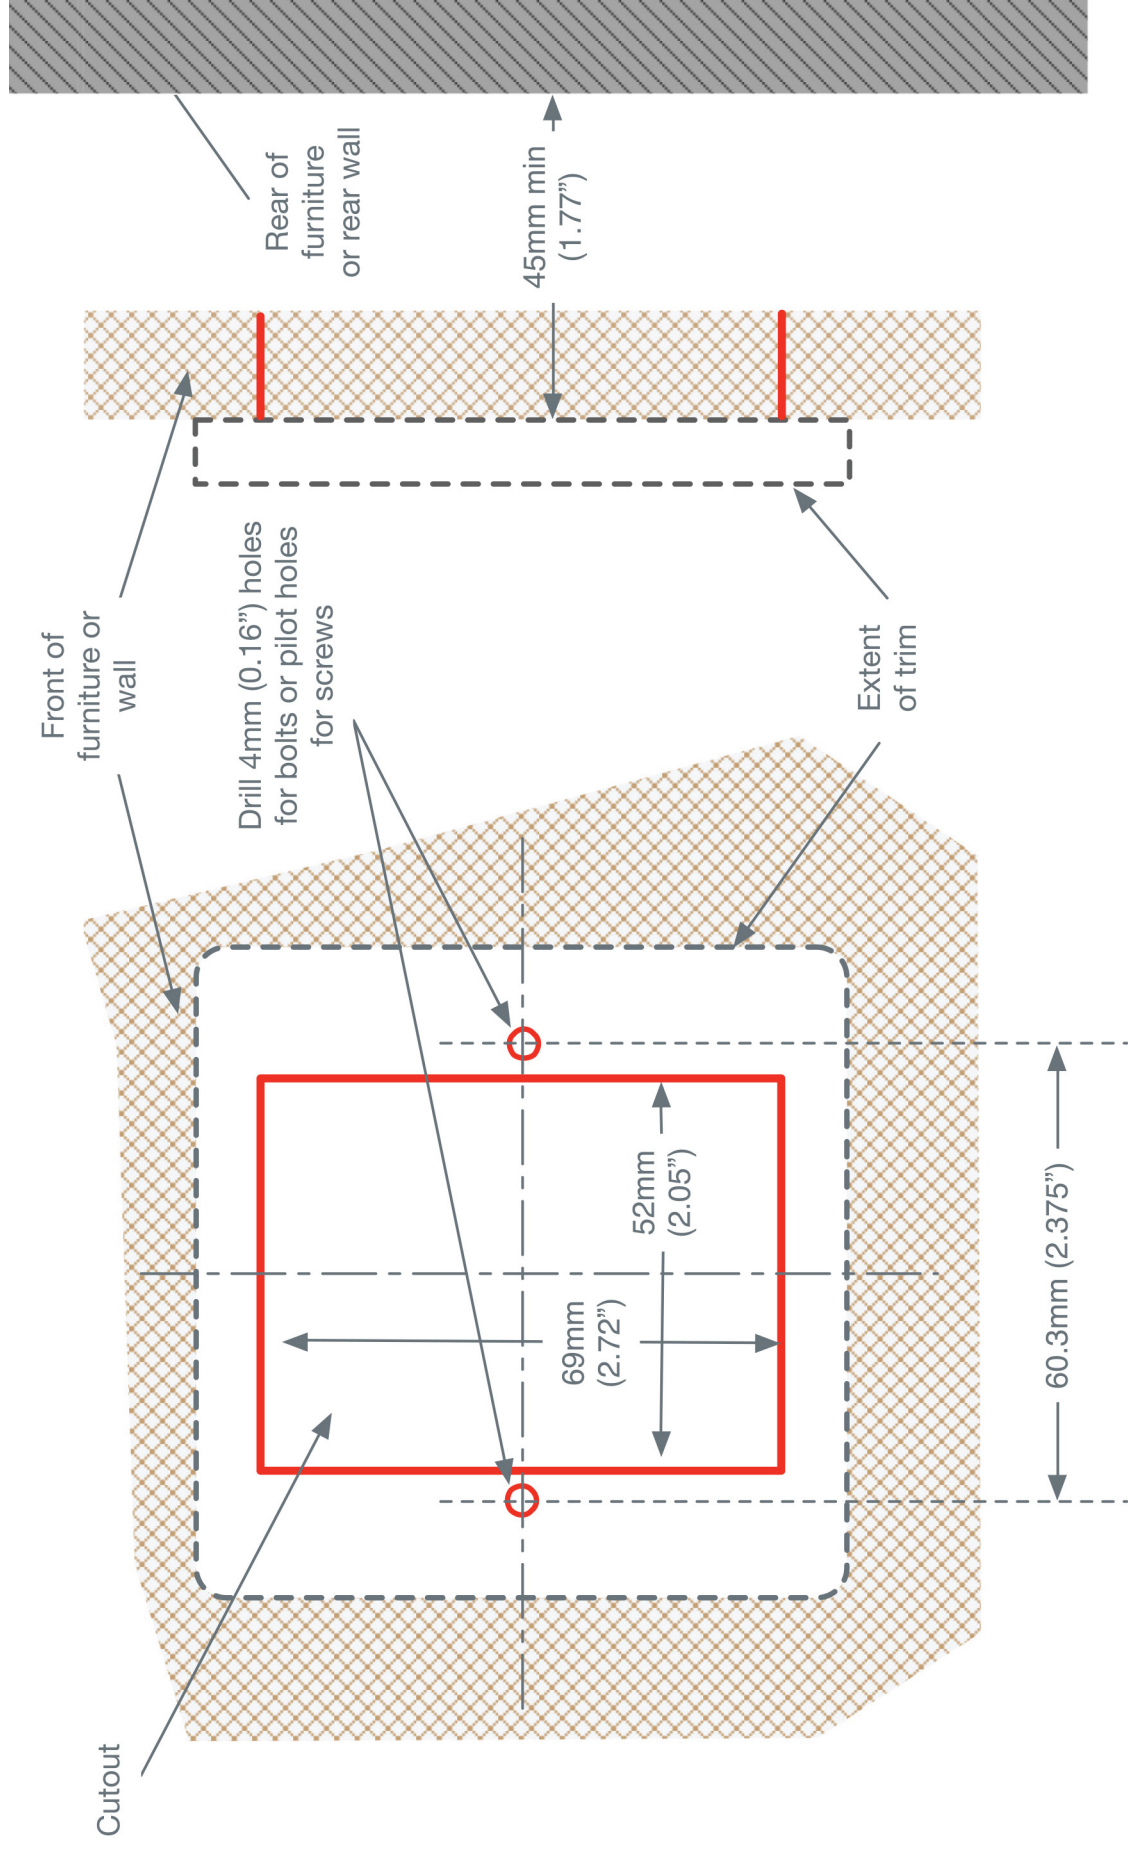 Cutout
Front of
furniture or
wall
Drill 4mm (0.16”) holes
for bolts or pilot holes
for screws
Rear of
furniture
or rear wall
45mm min
(1.77”)
69mm
(2.72”)
52mm
(2.05”)
Extent
of trim
60.3mm (2.375”)